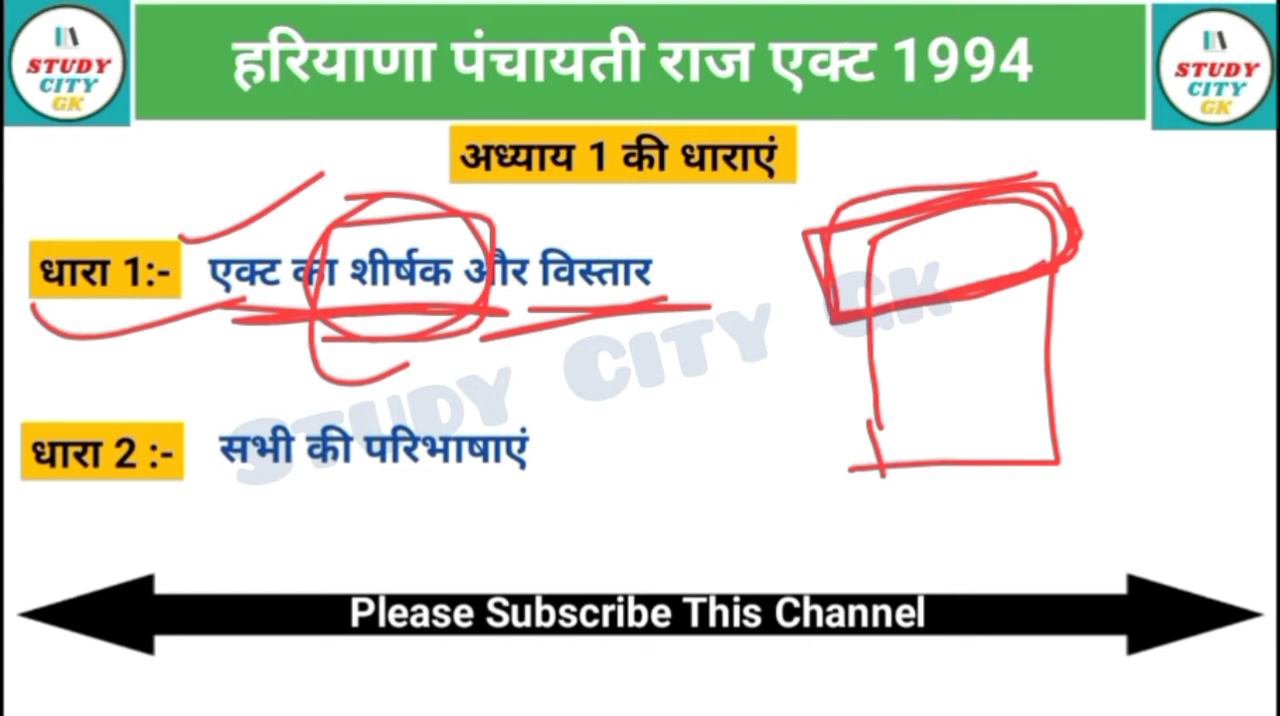 STUDY
CITY
GK
हरियाणा पंचायती राज एक्ट 1994
STUDY
CITY
GK
अध्याय 1 की धाराएं
धारा 1:- एक्ट का शीर्षक और विस्तार
STUDY CITY GK
धारा 2 :- सभी की परिभाषाएं
Please Subscribe This Channel